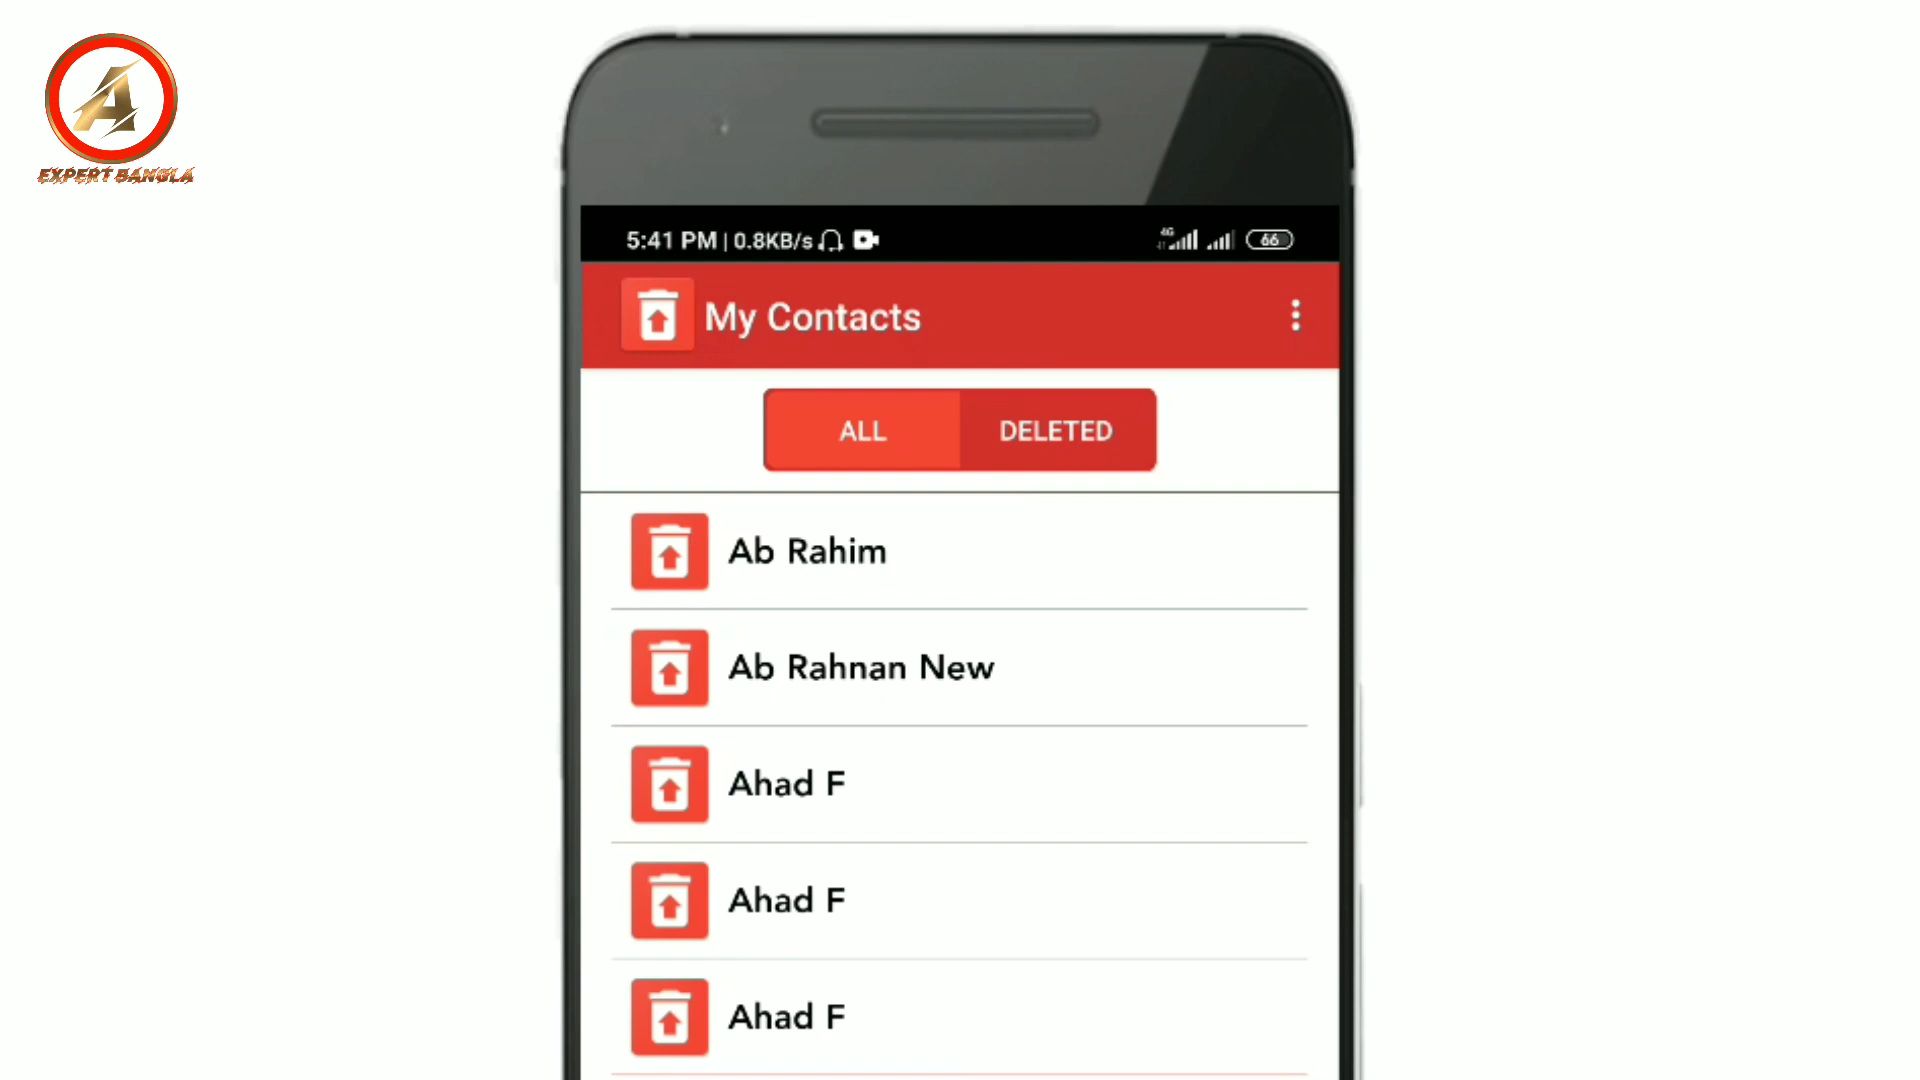 A
EXPERT BANGLA
5:41 PM | 0.8KB/s
4G
66
My Contacts
ALL
DELETED
Ab Rahim
Ab Rahnan New
Ahad F
Ahad F
Ahad F